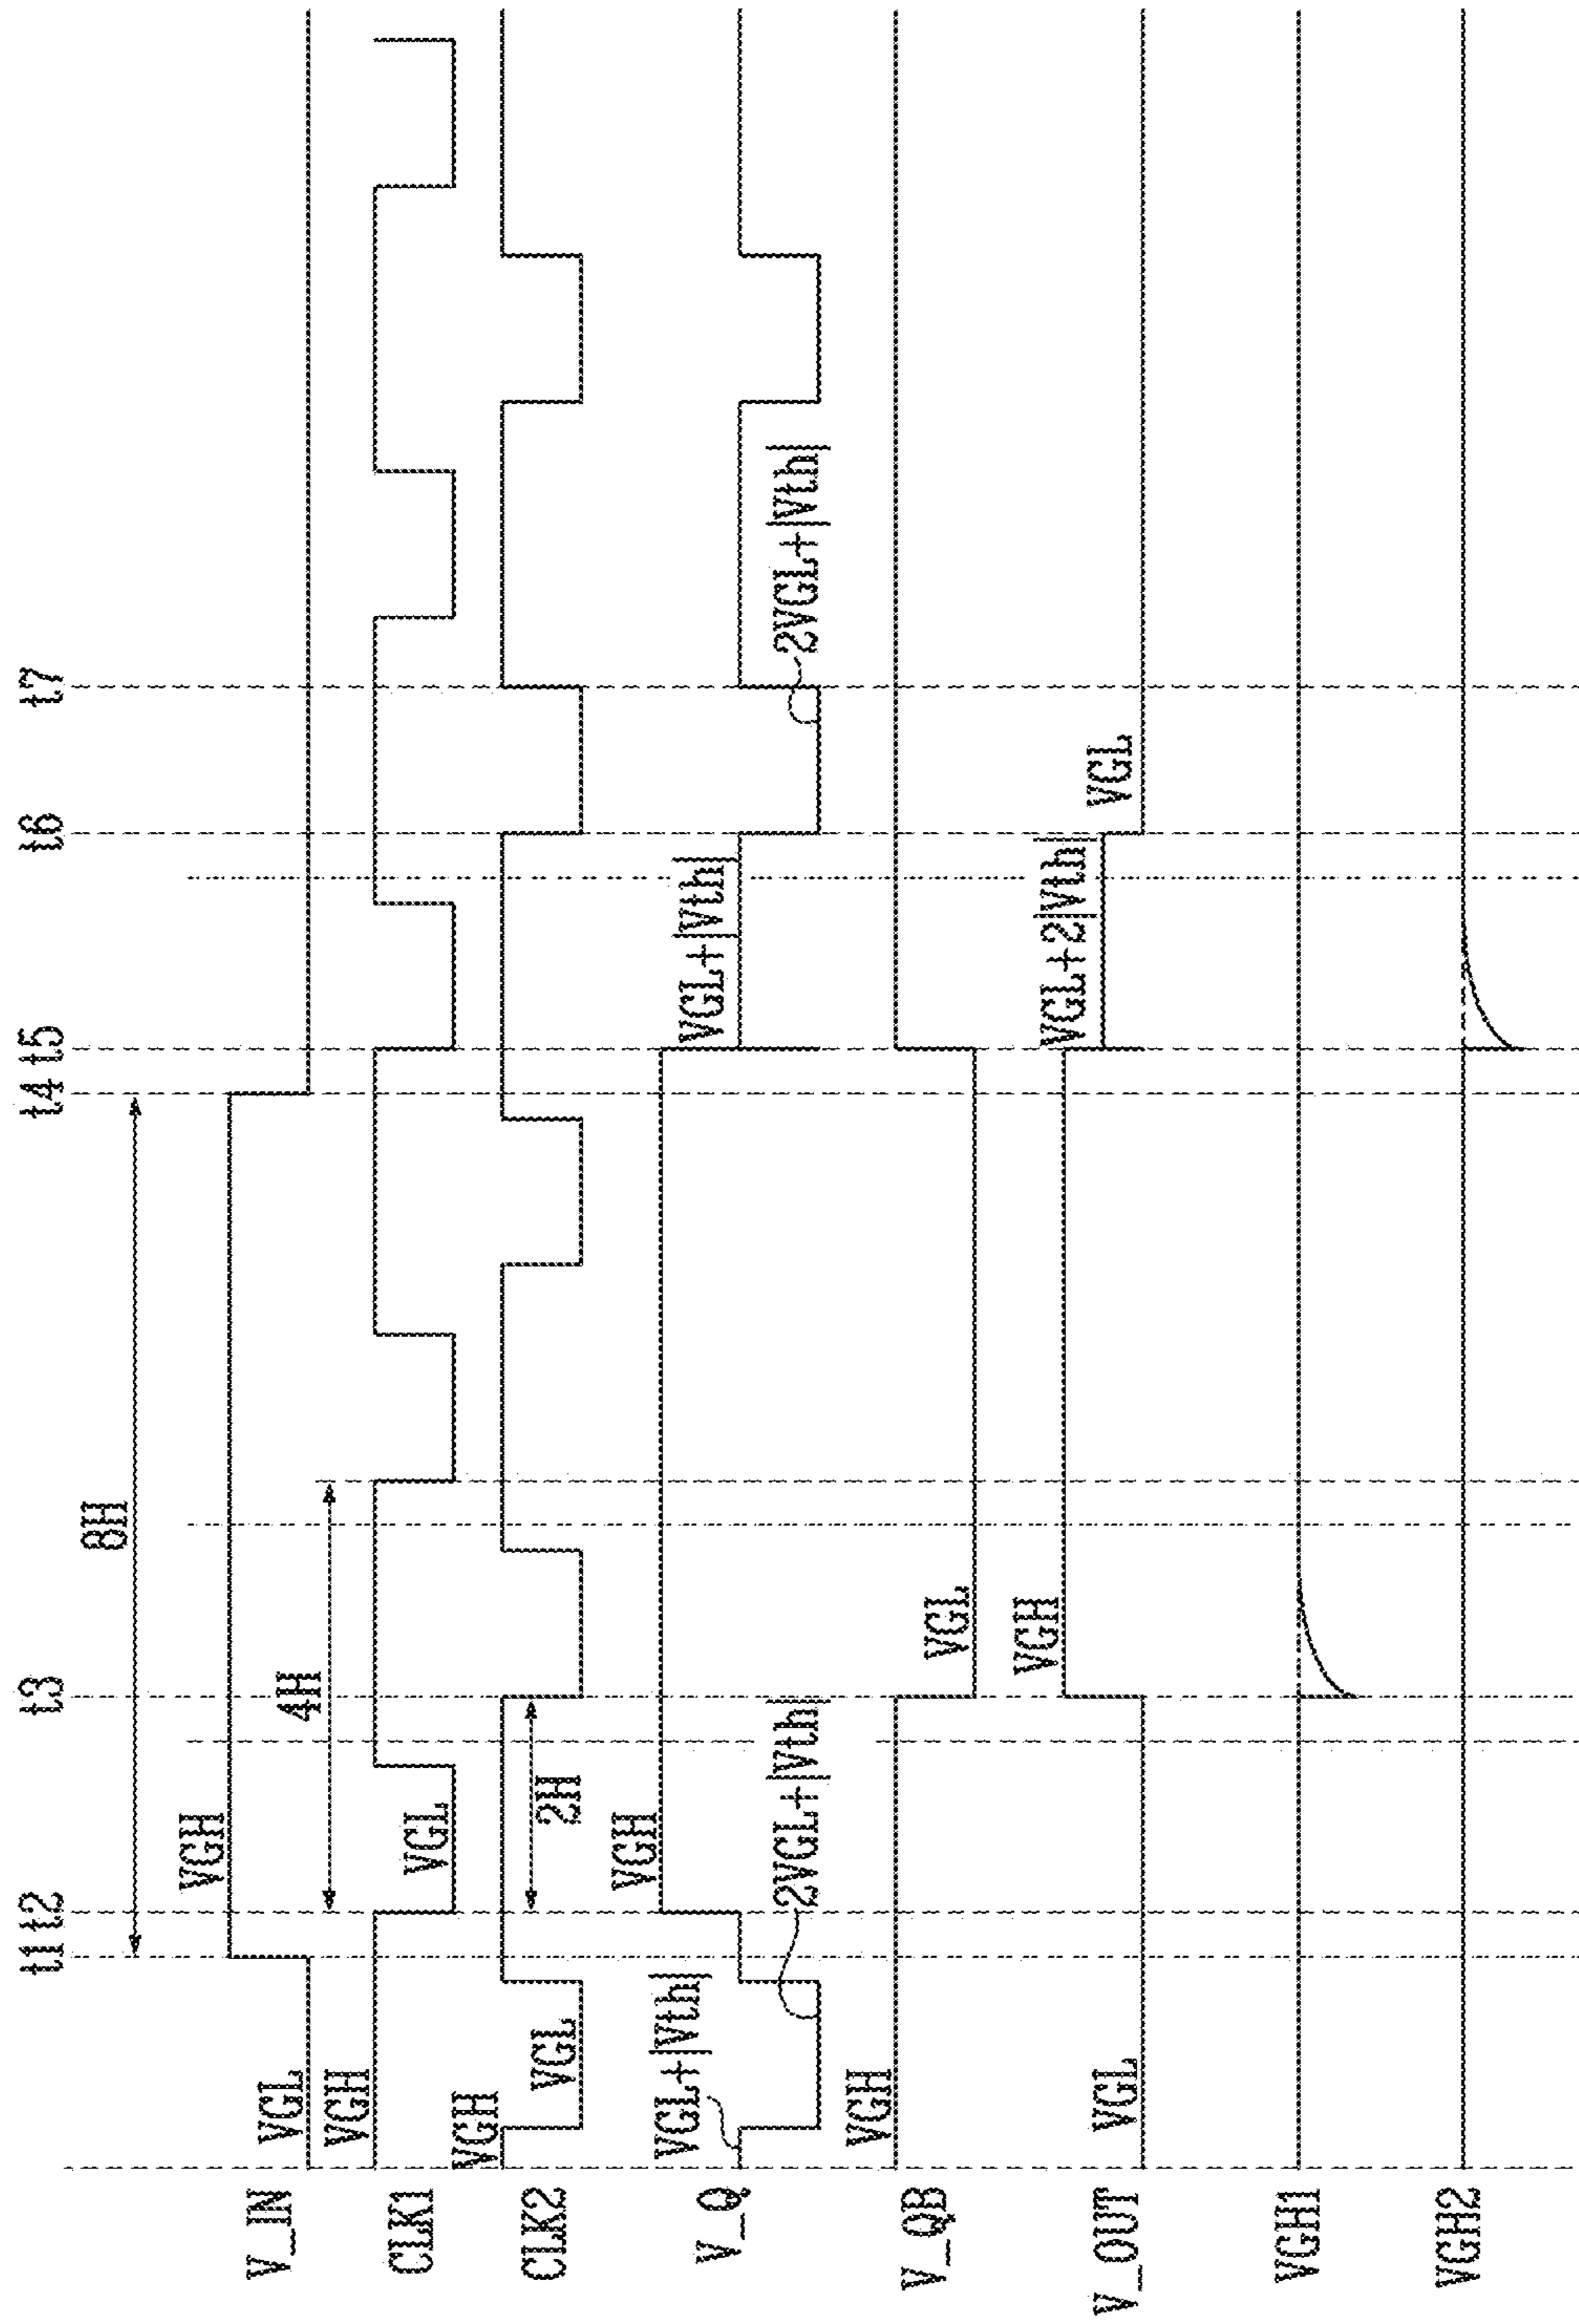 t1 t2 t3 t4 t5 t6 t7
8H
V_IN VGL VGH
4H
CLK1 VGH VGL
CLK2 VGH VGL 2H
V_Q VGL+|Vth| VGH VGL+|Vth|
2VGL+|Vth| 2VGL+|Vth|
V_QB VGH VGL
V_OUT VGL VGH VGL+2|Vth| VGL
VGH1
VGH2